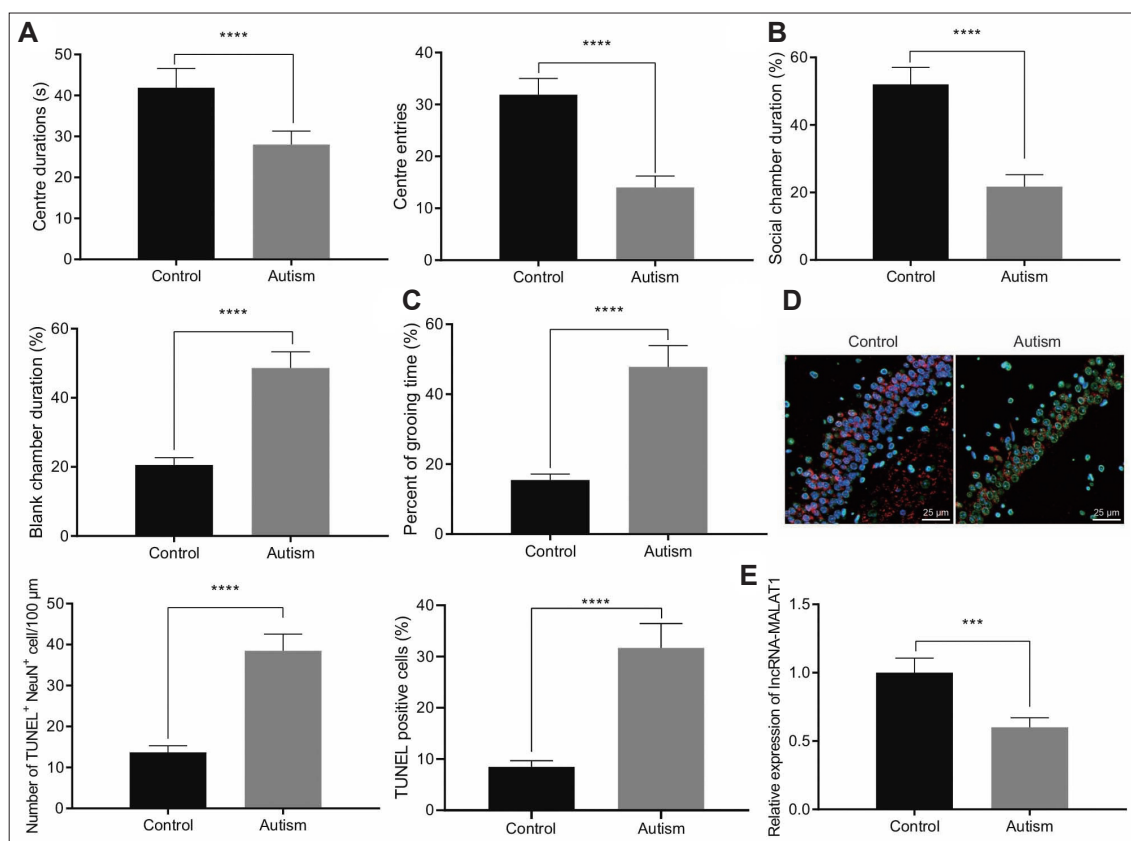 A
Centre durations (s)
50
40
30
20
10
0
****
Control Autism
Centre entries
40
30
20
10
0
****
Control Autism
B
Social chamber duration (%)
60
40
20
0
****
Control Autism
Blank chamber duration (%)
60
40
20
0
****
Control Autism
C
Percent of grooing time (%)
60
40
20
0
****
Control Autism
D
Control Autism
25 μm 25 μm
Number of TUNEL⁺ NeuN⁺ cell/100 μm
50
40
30
20
10
0
****
Control Autism
TUNEL positive cells (%)
40
30
20
10
0
****
Control Autism
E
Relative expression of lncRNA-MALAT1
1.5
1.0
0.5
0.0
***
Control Autism